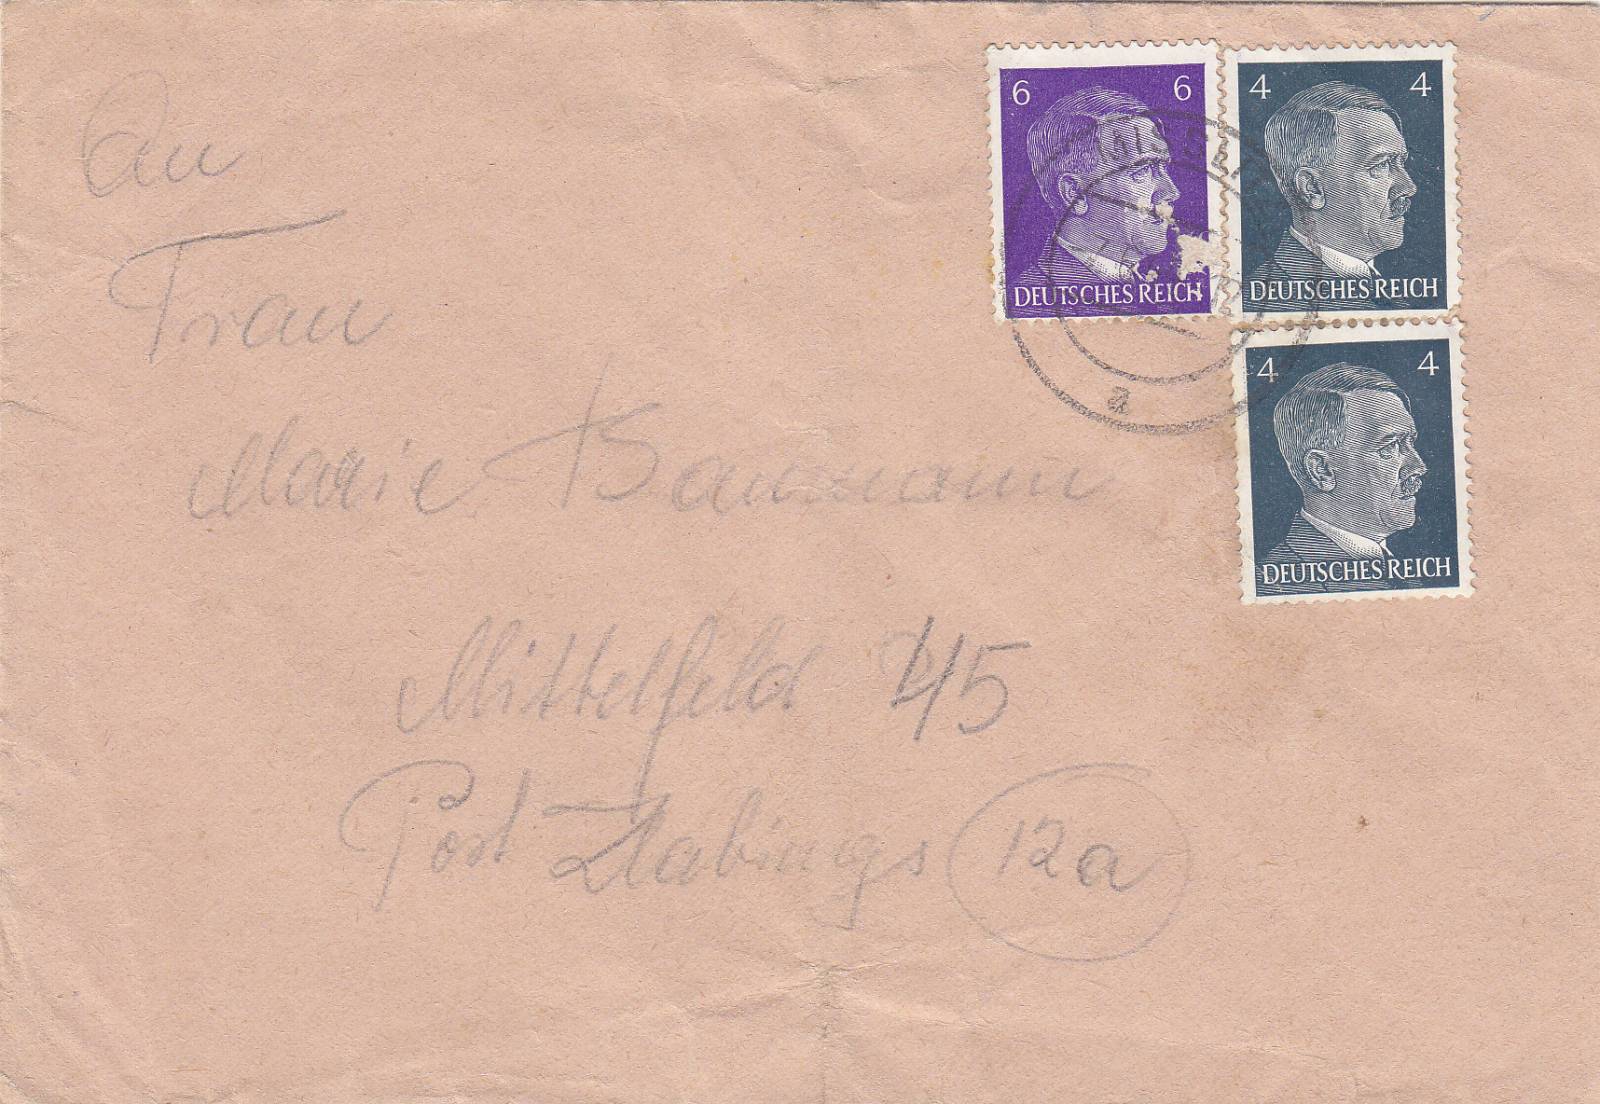 An
Frau
Marie Baumann
Mittelfeld 45
Post Zlabings 12a
6 6
DEUTSCHES REICH
4 4
DEUTSCHES REICH
a
4 4
DEUTSCHES REICH